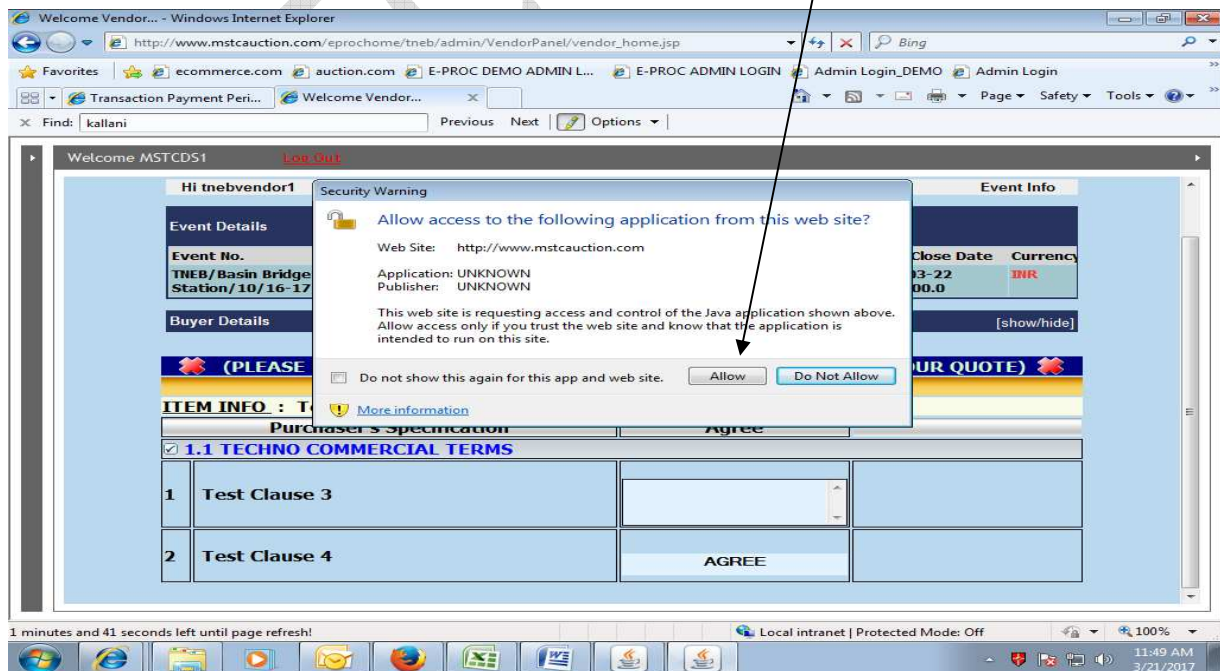 Welcome Vendor... - Windows Internet Explorer
http://www.mstcauction.com/eprochome/tneb/admin/VendorPanel/vendor_home.jsp
Bing
Favorites ecommerce.com auction.com E-PROC DEMO ADMIN L... E-PROC ADMIN LOGIN Admin Login_DEMO Admin Login
Transaction Payment Peri... Welcome Vendor... Page Safety Tools
Find: kallani Previous Next Options
Welcome MSTCDS1 Log Out
Hi tnebvendor1 Event Info
Security Warning
Allow access to the following application from this web site?
Web Site: http://www.mstcauction.com
Application: UNKNOWN
Publisher: UNKNOWN
This web site is requesting access and control of the Java application shown above.
Allow access only if you trust the web site and know that the application is
intended to run on this site.
Do not show this again for this app and web site. Allow Do Not Allow
More information
Event Details
Event No. Close Date Currency
TNEB/Basin Bridge 03-22 INR
Station/10/16-17 00.0
Buyer Details [show/hide]
(PLEASE OUR QUOTE)
ITEM INFO : T
Purchaser's Specification Agree
1.1 TECHNO COMMERCIAL TERMS
1 Test Clause 3
2 Test Clause 4 AGREE
1 minutes and 41 seconds left until page refresh! Local intranet | Protected Mode: Off 100%
11:49 AM
3/21/2017